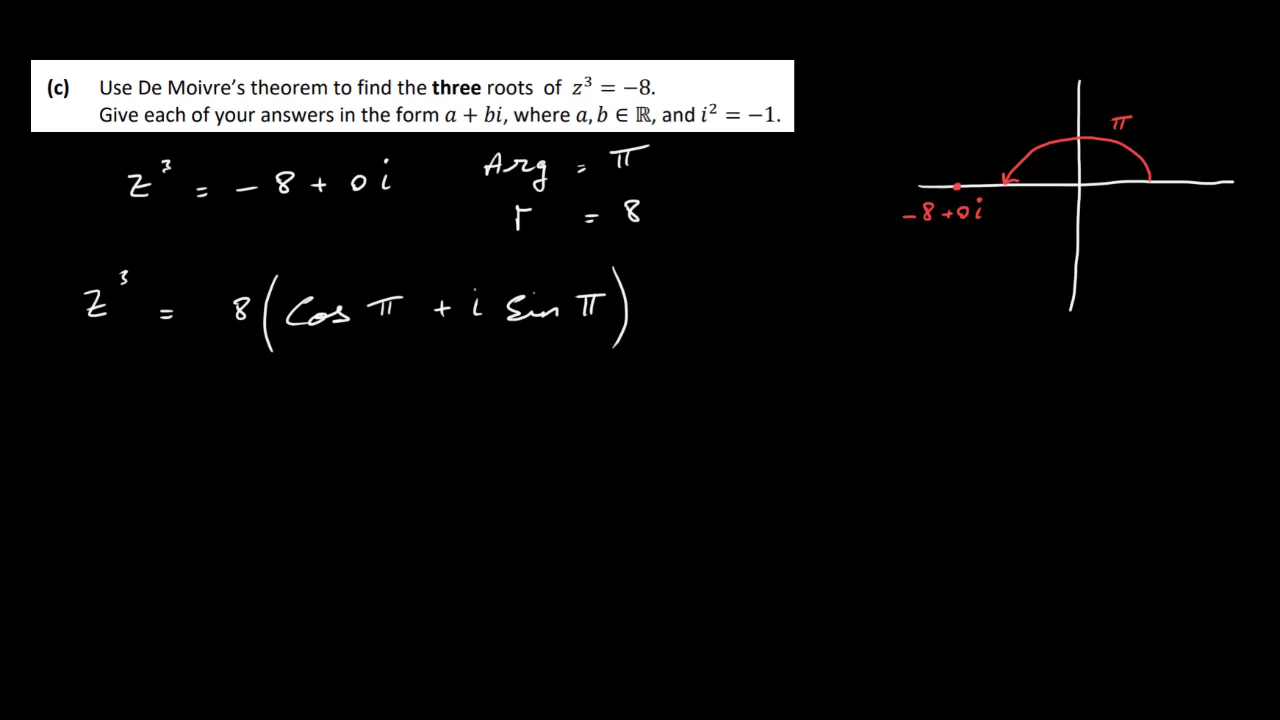 (c) Use De Moivre's theorem to find the three roots of z³ = −8.
Give each of your answers in the form a + bi, where a, b ∈ ℝ, and i² = −1.
z³ = − 8 + 0i
Arg = π
r = 8
z³ = 8(Cos π + i Sin π)
π
−8+0i